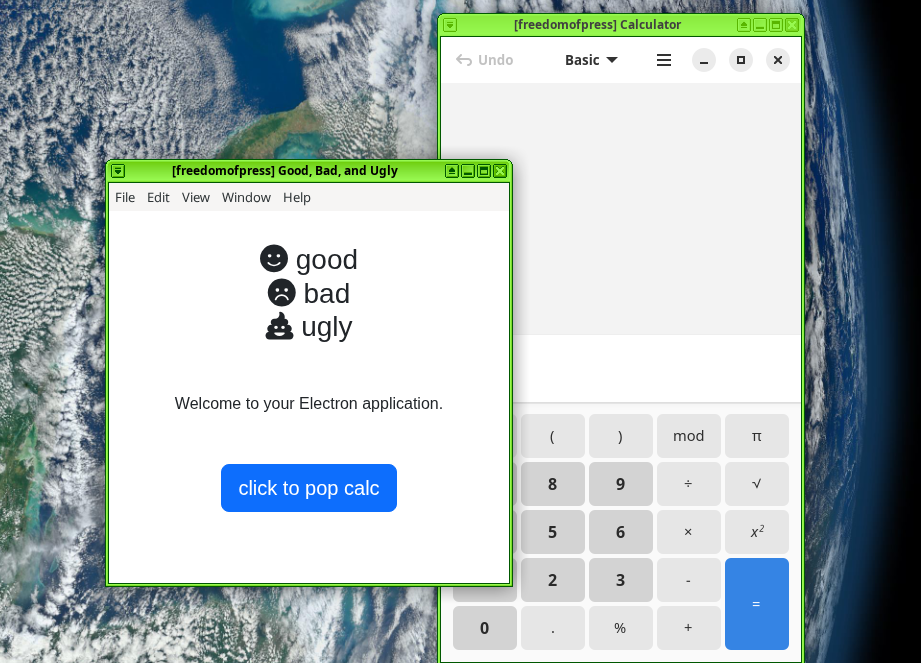 [freedomofpress] Calculator
Undo
Basic
[freedomofpress] Good, Bad, and Ugly
File Edit View Window Help
good
bad
ugly
Welcome to your Electron application.
click to pop calc
( ) mod π
8 9 ÷ √
5 6 × x²
2 3 -
=
0 . % +